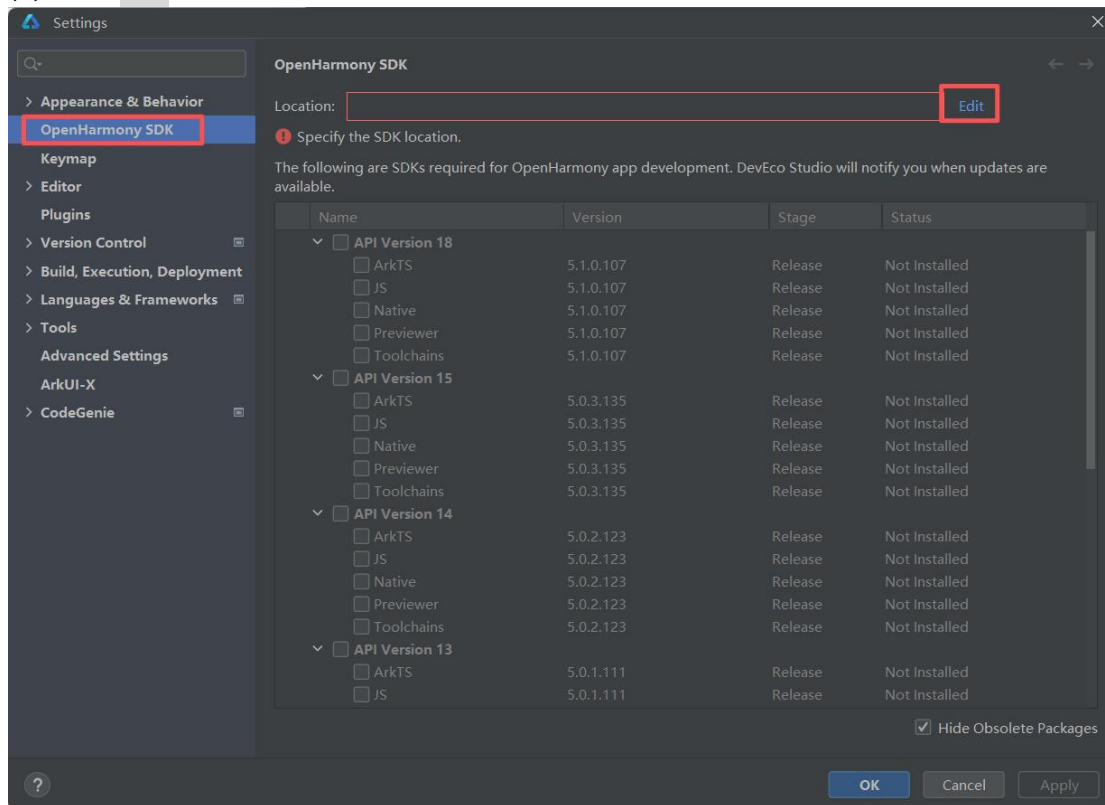 Settings
OpenHarmony SDK
Appearance & Behavior
OpenHarmony SDK
Keymap
Editor
Plugins
Version Control
Build, Execution, Deployment
Languages & Frameworks
Tools
Advanced Settings
ArkUI-X
CodeGenie
Location: Edit
Specify the SDK location.
The following are SDKs required for OpenHarmony app development. DevEco Studio will notify you when updates are
available.
Name Version Stage Status
API Version 18
ArkTS 5.1.0.107 Release Not Installed
JS 5.1.0.107 Release Not Installed
Native 5.1.0.107 Release Not Installed
Previewer 5.1.0.107 Release Not Installed
Toolchains 5.1.0.107 Release Not Installed
API Version 15
ArkTS 5.0.3.135 Release Not Installed
JS 5.0.3.135 Release Not Installed
Native 5.0.3.135 Release Not Installed
Previewer 5.0.3.135 Release Not Installed
Toolchains 5.0.3.135 Release Not Installed
API Version 14
ArkTS 5.0.2.123 Release Not Installed
JS 5.0.2.123 Release Not Installed
Native 5.0.2.123 Release Not Installed
Previewer 5.0.2.123 Release Not Installed
Toolchains 5.0.2.123 Release Not Installed
API Version 13
ArkTS 5.0.1.111 Release Not Installed
JS 5.0.1.111 Release Not Installed
Hide Obsolete Packages
? OK Cancel Apply